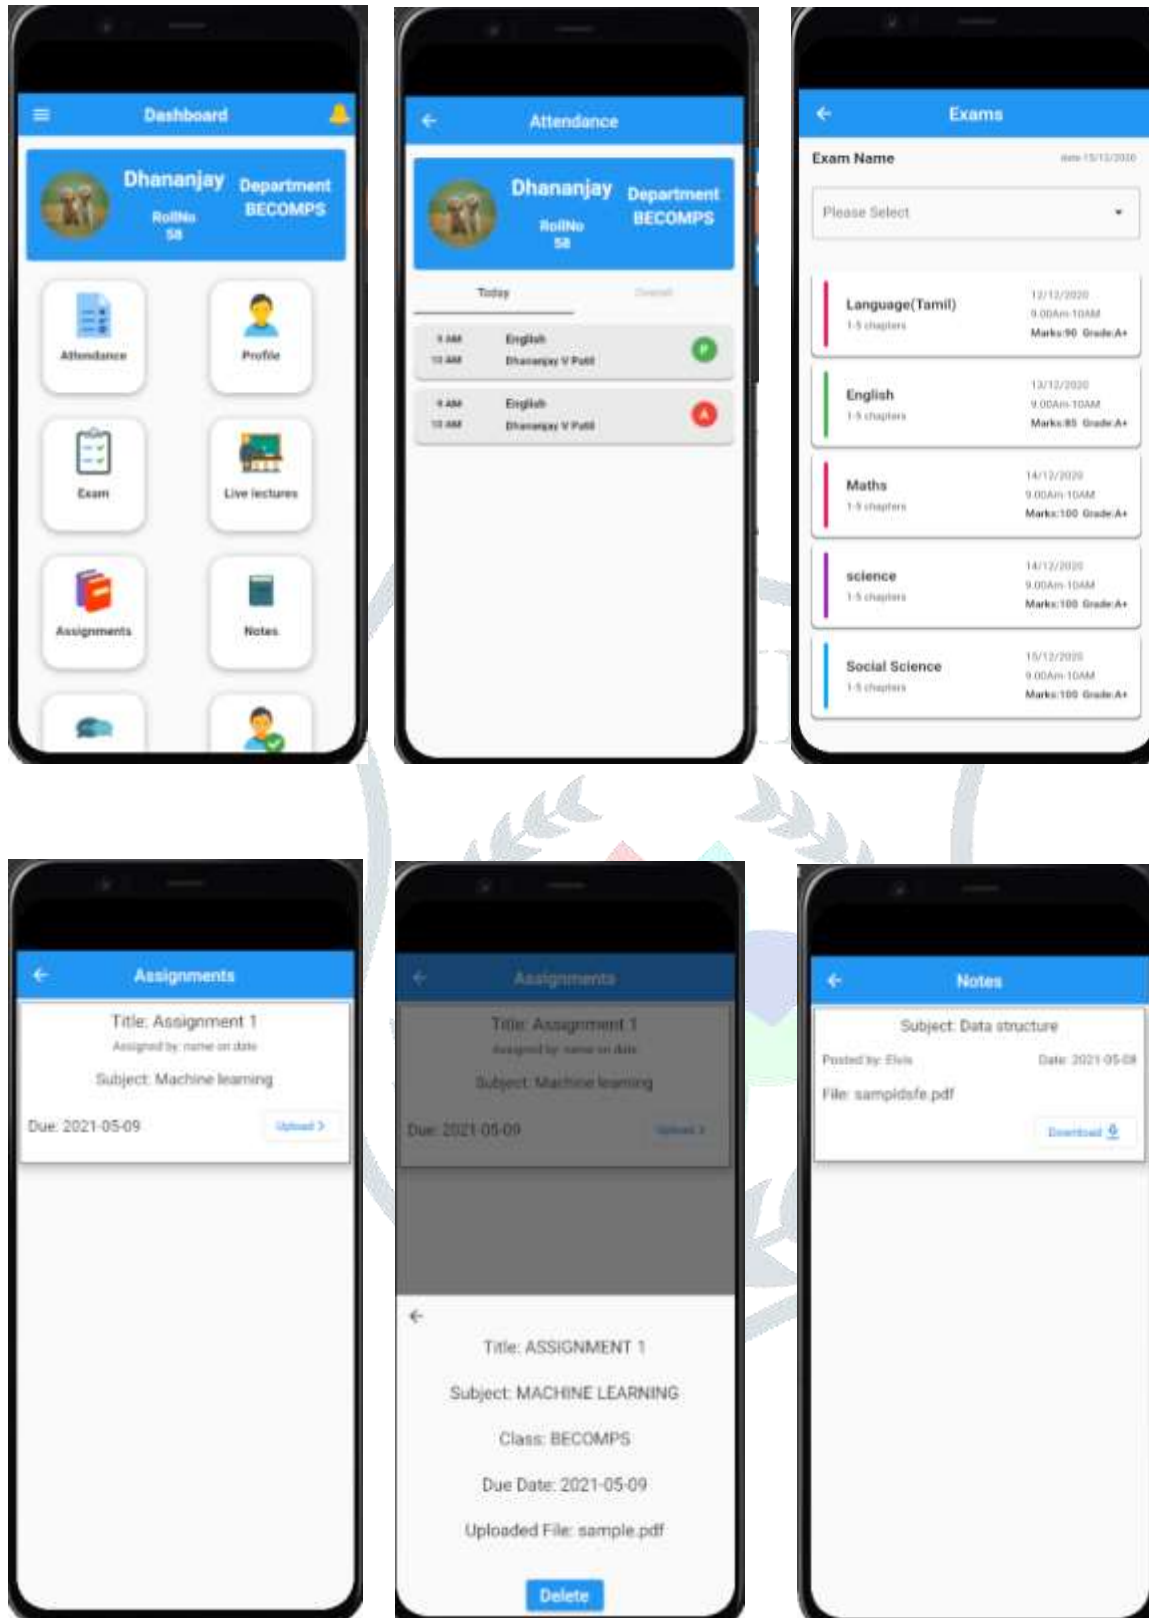 Dashboard
Dhananjay
RollNo
58
Department
BECOMPS
Attendance
Profile
Exam
Live lectures
Assignments
Notes
Attendance
Dhananjay
RollNo
58
Department
BECOMPS
Today
Overall
9 AM
10 AM
English
Dhananjay V Patil
P
9 AM
10 AM
English
Dhananjay V Patil
A
Exams
Exam Name
date:15/12/2020
Please Select
Language(Tamil)
1-5 chapters
12/12/2020
9.00Am-10AM
Marks:90 Grade:A+
English
1-5 chapters
13/12/2020
9.00Am-10AM
Marks:85 Grade:A+
Maths
1-5 chapters
14/12/2020
9.00Am-10AM
Marks:100 Grade:A+
science
1-5 chapters
14/12/2020
9.00Am-10AM
Marks:100 Grade:A+
Social Science
1-5 chapters
15/12/2020
9.00Am-10AM
Marks:100 Grade:A+
Assignments
Title: Assignment 1
Assigned by: name on date
Subject: Machine learning
Due: 2021-05-09
Upload >
Assignments
Title: Assignment 1
Assigned by: name on date
Subject: Machine learning
Due: 2021-05-09
Upload >
Title: ASSIGNMENT 1
Subject: MACHINE LEARNING
Class: BECOMPS
Due Date: 2021-05-09
Uploaded File: sample.pdf
Delete
Notes
Subject: Data structure
Posted by: Elvis
Date: 2021-05-08
File: sampidsfe.pdf
Download